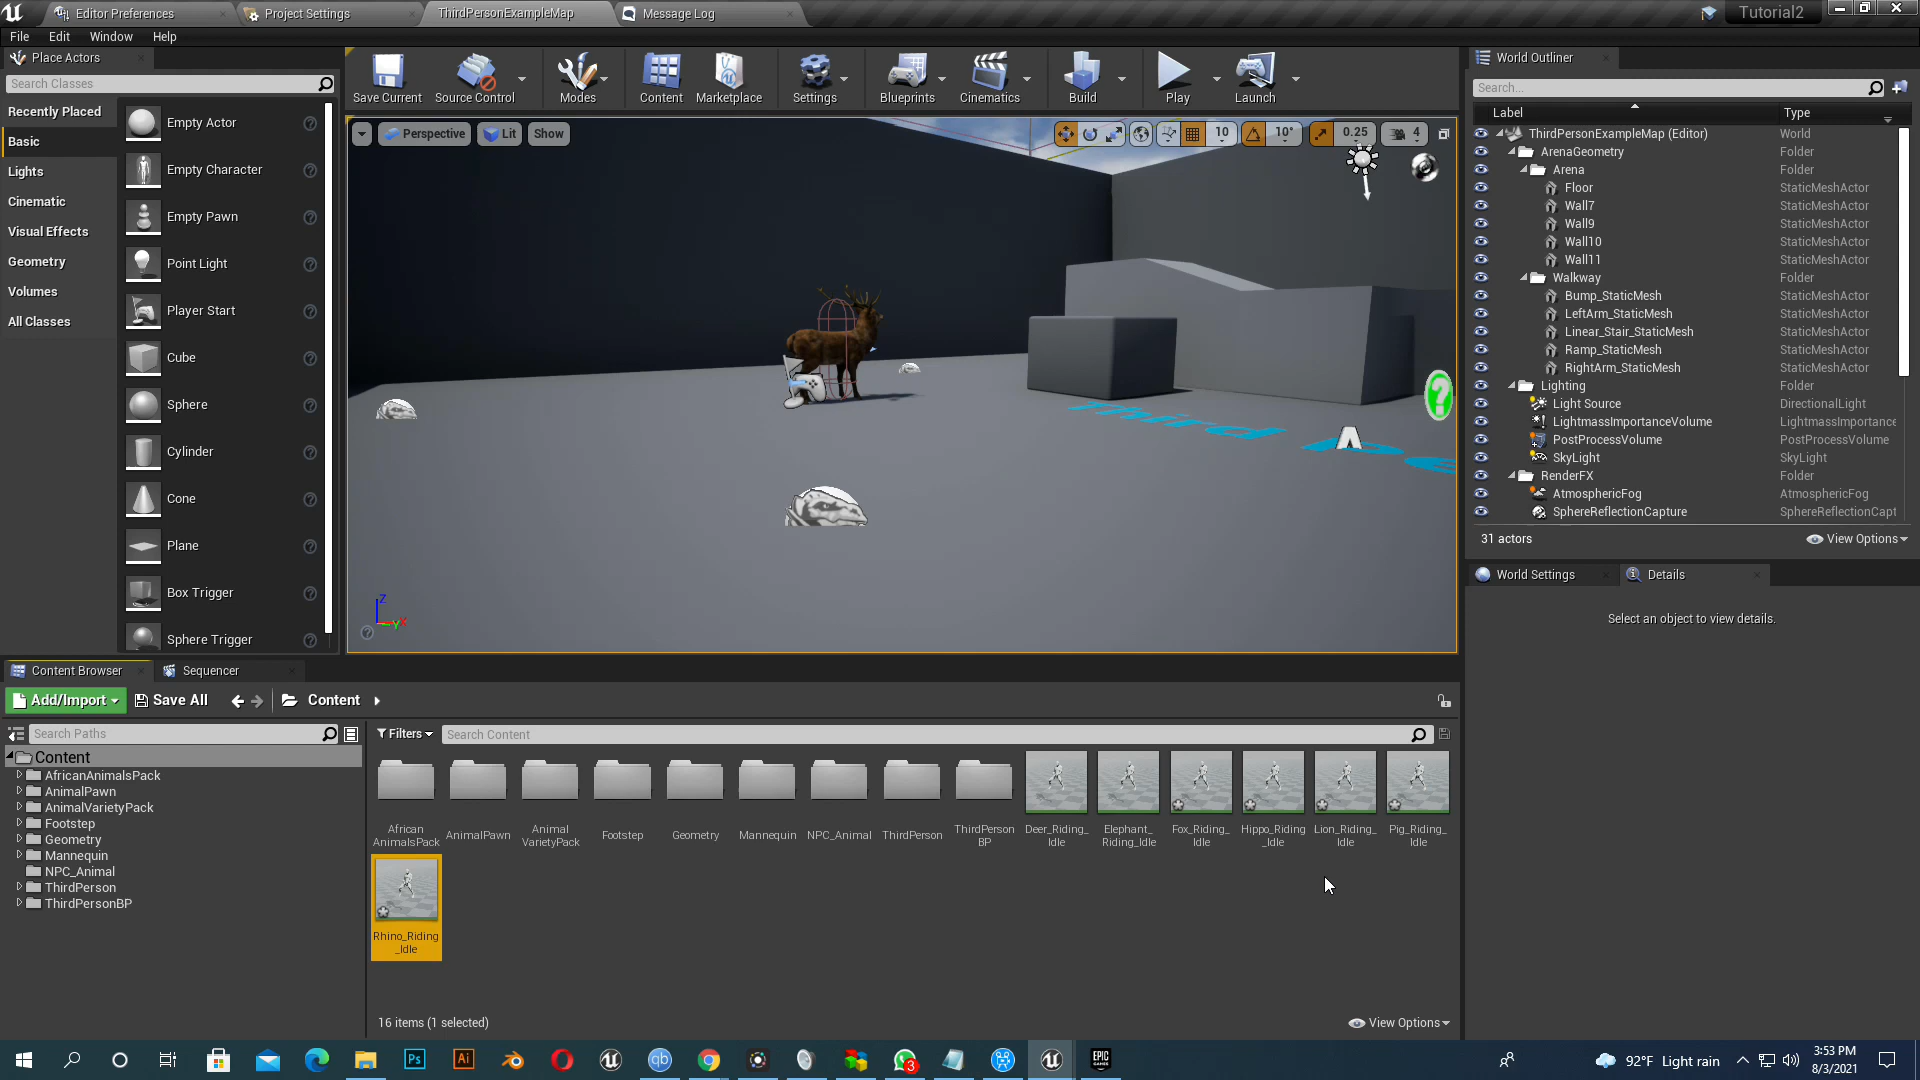 Editor Preferences
Project Settings
ThirdPersonExampleMap
Message Log
Tutorial2
File Edit Window Help
Place Actors
Search Classes
Recently Placed
Basic
Lights
Cinematic
Visual Effects
Geometry
Volumes
All Classes
Empty Actor
Empty Character
Empty Pawn
Point Light
Player Start
Cube
Sphere
Cylinder
Cone
Plane
Box Trigger
Sphere Trigger
Save Current
Source Control
Modes
Content
Marketplace
Settings
Blueprints
Cinematics
Build
Play
Launch
Perspective
Lit
Show
10
10°
0.25
4
Third Pe
Z
Y
World Outliner
Search...
Label Type
ThirdPersonExampleMap (Editor) World
ArenaGeometry Folder
Arena Folder
Floor StaticMeshActor
Wall7 StaticMeshActor
Wall9 StaticMeshActor
Wall10 StaticMeshActor
Wall11 StaticMeshActor
Walkway Folder
Bump_StaticMesh StaticMeshActor
LeftArm_StaticMesh StaticMeshActor
Linear_Stair_StaticMesh StaticMeshActor
Ramp_StaticMesh StaticMeshActor
RightArm_StaticMesh StaticMeshActor
Lighting Folder
Light Source DirectionalLight
LightmassImportanceVolume LightmassImportance
PostProcessVolume PostProcessVolume
SkyLight SkyLight
RenderFX Folder
AtmosphericFog AtmosphericFog
SphereReflectionCapture SphereReflectionCapt
31 actors
View Options
World Settings
Details
Select an object to view details.
Content Browser
Sequencer
Add/Import
Save All
Content
Search Paths
Content
AfricanAnimalsPack
AnimalPawn
AnimalVarietyPack
Footstep
Geometry
Mannequin
NPC_Animal
ThirdPerson
ThirdPersonBP
Filters
Search Content
African
AnimalsPack
AnimalPawn
Animal
VarietyPack
Footstep
Geometry
Mannequin
NPC_Animal
ThirdPerson
ThirdPerson
BP
Deer_Riding_
Idle
Elephant_
Riding_Idle
Fox_Riding_
Idle
Hippo_Riding
_Idle
Lion_Riding_
Idle
Pig_Riding_
Idle
Rhino_Riding
_Idle
16 items (1 selected)
View Options
Ps
Ai
qb
3
EPIC
GAMES
92°F Light rain
3:53 PM
8/3/2021